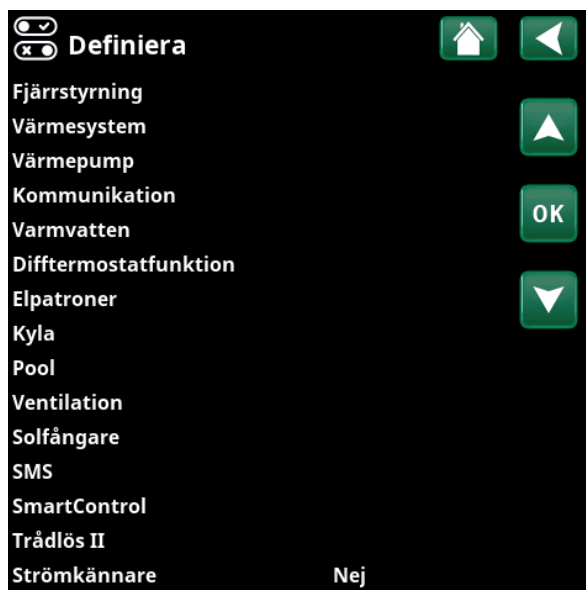 Definiera
Fjärrstyrning
Värmesystem
Värmepump
Kommunikation
Varmvatten
OK
Difftermostatfunktion
Elpatroner
Kyla
Pool
Ventilation
Solfångare
SMS
SmartControl
Trådlös II
Strömkännare Nej